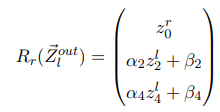 R_r(\vec{Z}_l^{out}) = \begin{pmatrix} z_0^r \\ \alpha_2 z_2^l + \beta_2 \\ \alpha_4 z_4^l + \beta_4 \end{pmatrix}